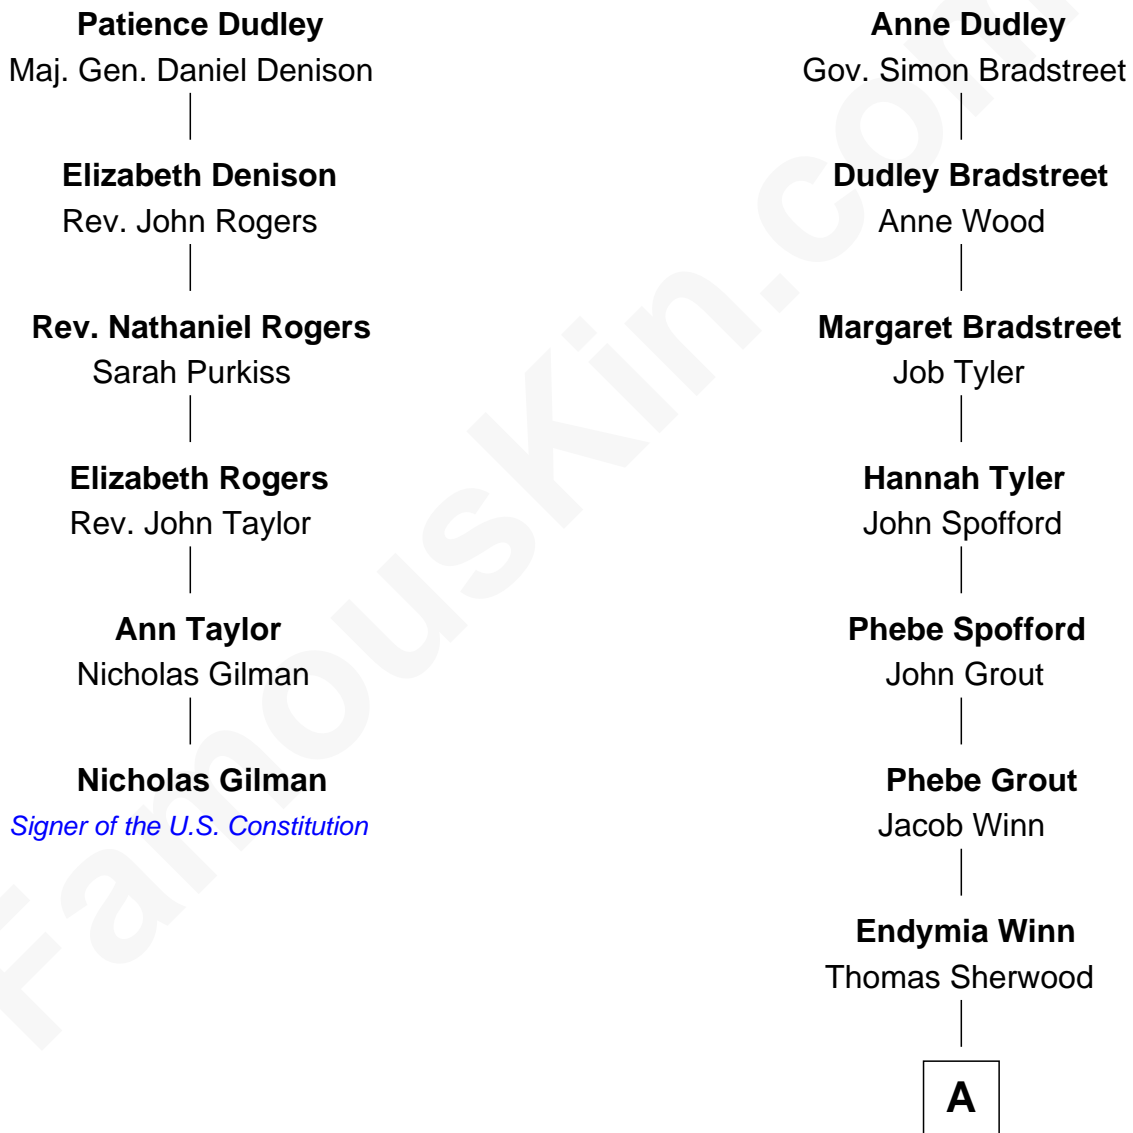 Patience Dudley
Maj. Gen. Daniel Denison
Elizabeth Denison
Rev. John Rogers
Rev. Nathaniel Rogers
Sarah Purkiss
Elizabeth Rogers
Rev. John Taylor
Ann Taylor
Nicholas Gilman
Nicholas Gilman
Signer of the U.S. Constitution
Anne Dudley
Gov. Simon Bradstreet
Dudley Bradstreet
Anne Wood
Margaret Bradstreet
Job Tyler
Hannah Tyler
John Spofford
Phebe Spofford
John Grout
Phebe Grout
Jacob Winn
Endymia Winn
Thomas Sherwood
A
FamousKin.com